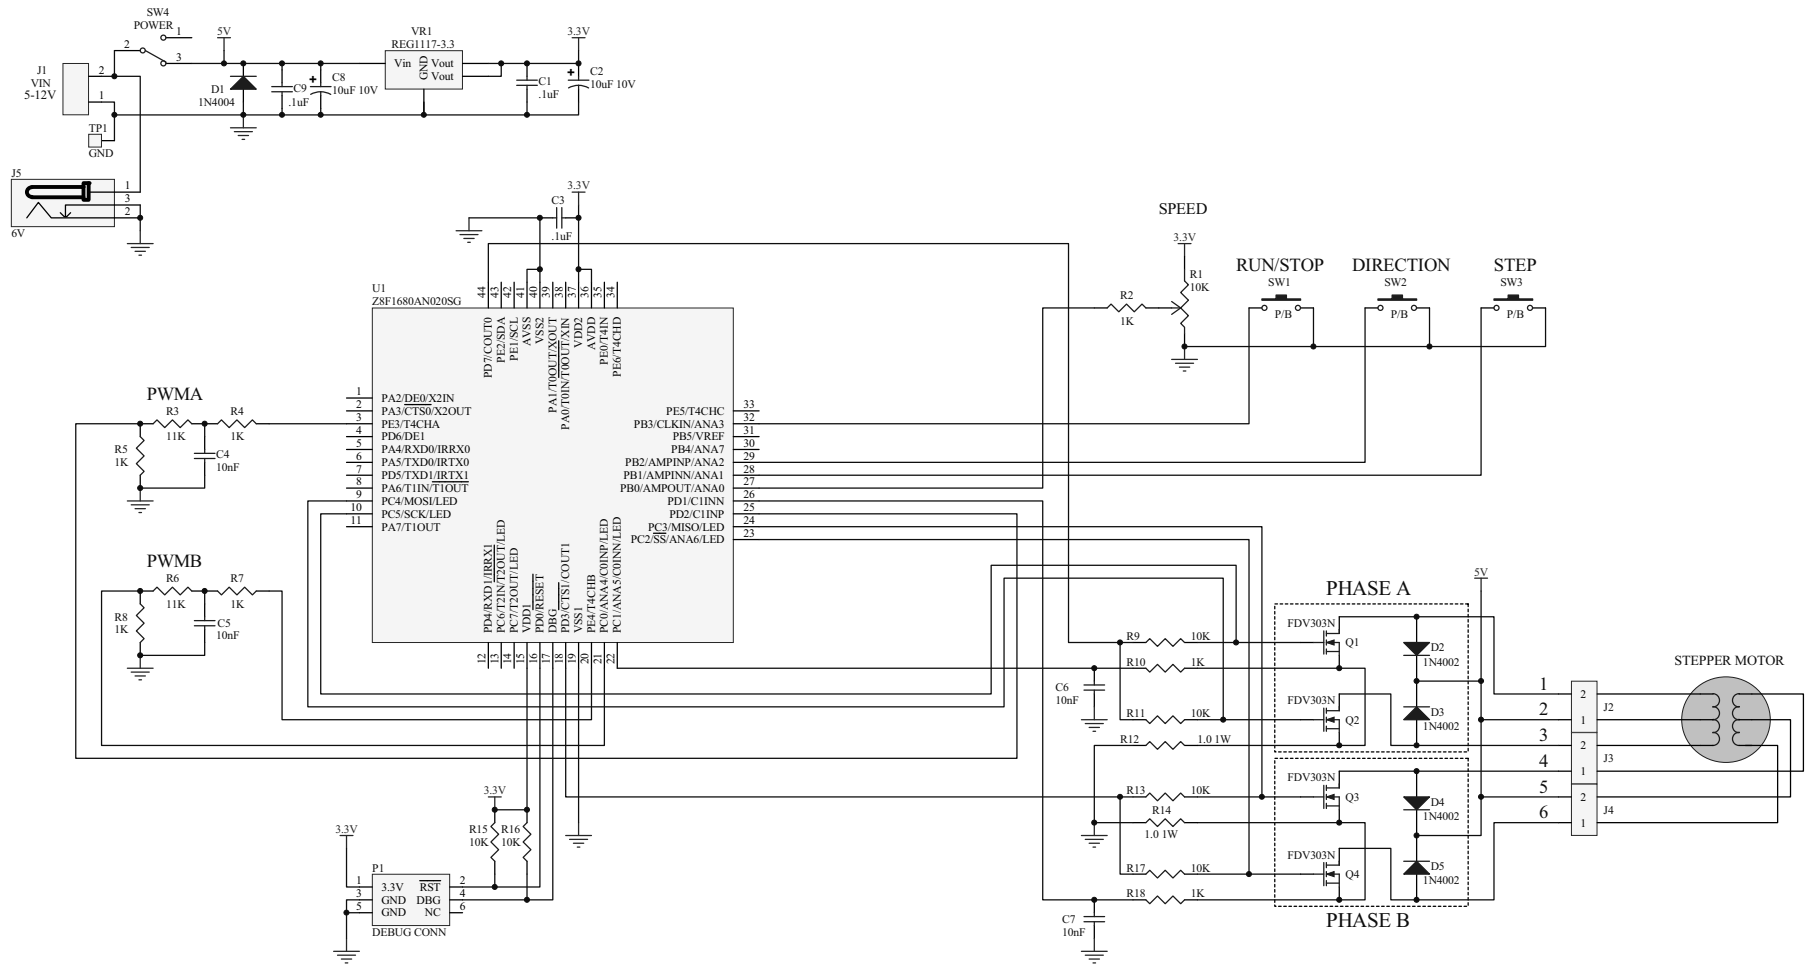 SW4
POWER
1
2
3
5V
VR1
REG1117-3.3
Vin
GND
Vout
Vout
3.3V
J1
VIN
5-12V
2
1
D1
1N4004
C9
.1uF
+
C8
10uF 10V
C1
.1uF
+
C2
10uF 10V
TP1
GND
J5
1
3
2
6V
3.3V
C3
.1uF
SPEED
3.3V
R1
10K
R2
1K
RUN/STOP
SW1
P/B
DIRECTION
SW2
P/B
STEP
SW3
P/B
U1
Z8F1680AN020SG
44
43
42
41
40
39
38
37
36
35
34
PD7/COUT0
PE2/SDA
PE1/SCL
AVSS
VSS2
PA1/T0OUT/XOUT
PA0/T0IN/T0OUT/XIN
VDD2
AVDD
PE0/T4IN
PE6/T4CHD
1 PA2/DE0/X2IN
2 PA3/CTS0/X2OUT
3 PE3/T4CHA
4 PD6/DE1
5 PA4/RXD0/IRRX0
6 PA5/TXD0/IRTX0
7 PD5/TXD1/IRTX1
8 PA6/T1IN/T1OUT
9 PC4/MOSI/LED
10 PC5/SCK/LED
11 PA7/T1OUT
PE5/T4CHC 33
PB3/CLKIN/ANA3 32
PB5/VREF 31
PB4/ANA7 30
PB2/AMPINP/ANA2 29
PB1/AMPINN/ANA1 28
PB0/AMPOUT/ANA0 27
PD1/C1INN 26
PD2/C1INP 25
PC3/MISO/LED 24
PC2/SS/ANA6/LED 23
PD4/RXD1/IRRX1
PC6/T2IN/T2OUT/LED
PC7/T2OUT/LED
VDD1
PD0/RESET
DBG
PD3/CTS1/COUT1
VSS1
PE4/T4CHB
PC0/ANA4/C0INP/LED
PC1/ANA5/C0INN/LED
12
13
14
15
16
17
18
19
20
21
22
PWMA
R3
11K
R4
1K
R5
1K
C4
10nF
PWMB
R6
11K
R7
1K
R8
1K
C5
10nF
PHASE A
5V
FDV303N
Q1
D2
1N4002
FDV303N
Q2
D3
1N4002
R9 10K
R10 1K
C6
10nF
R11 10K
R12 1.0 1W
R13 10K
R14
1.0 1W
R17 10K
R18 1K
C7
10nF
FDV303N
Q3
D4
1N4002
FDV303N
Q4
D5
1N4002
PHASE B
STEPPER MOTOR
1
2
3
4
5
6
2
1
J2
2
1
J3
2
1
J4
3.3V
R15
10K
R16
10K
3.3V
P1
1 3.3V RST 2
3 GND DBG 4
5 GND NC 6
DEBUG CONN